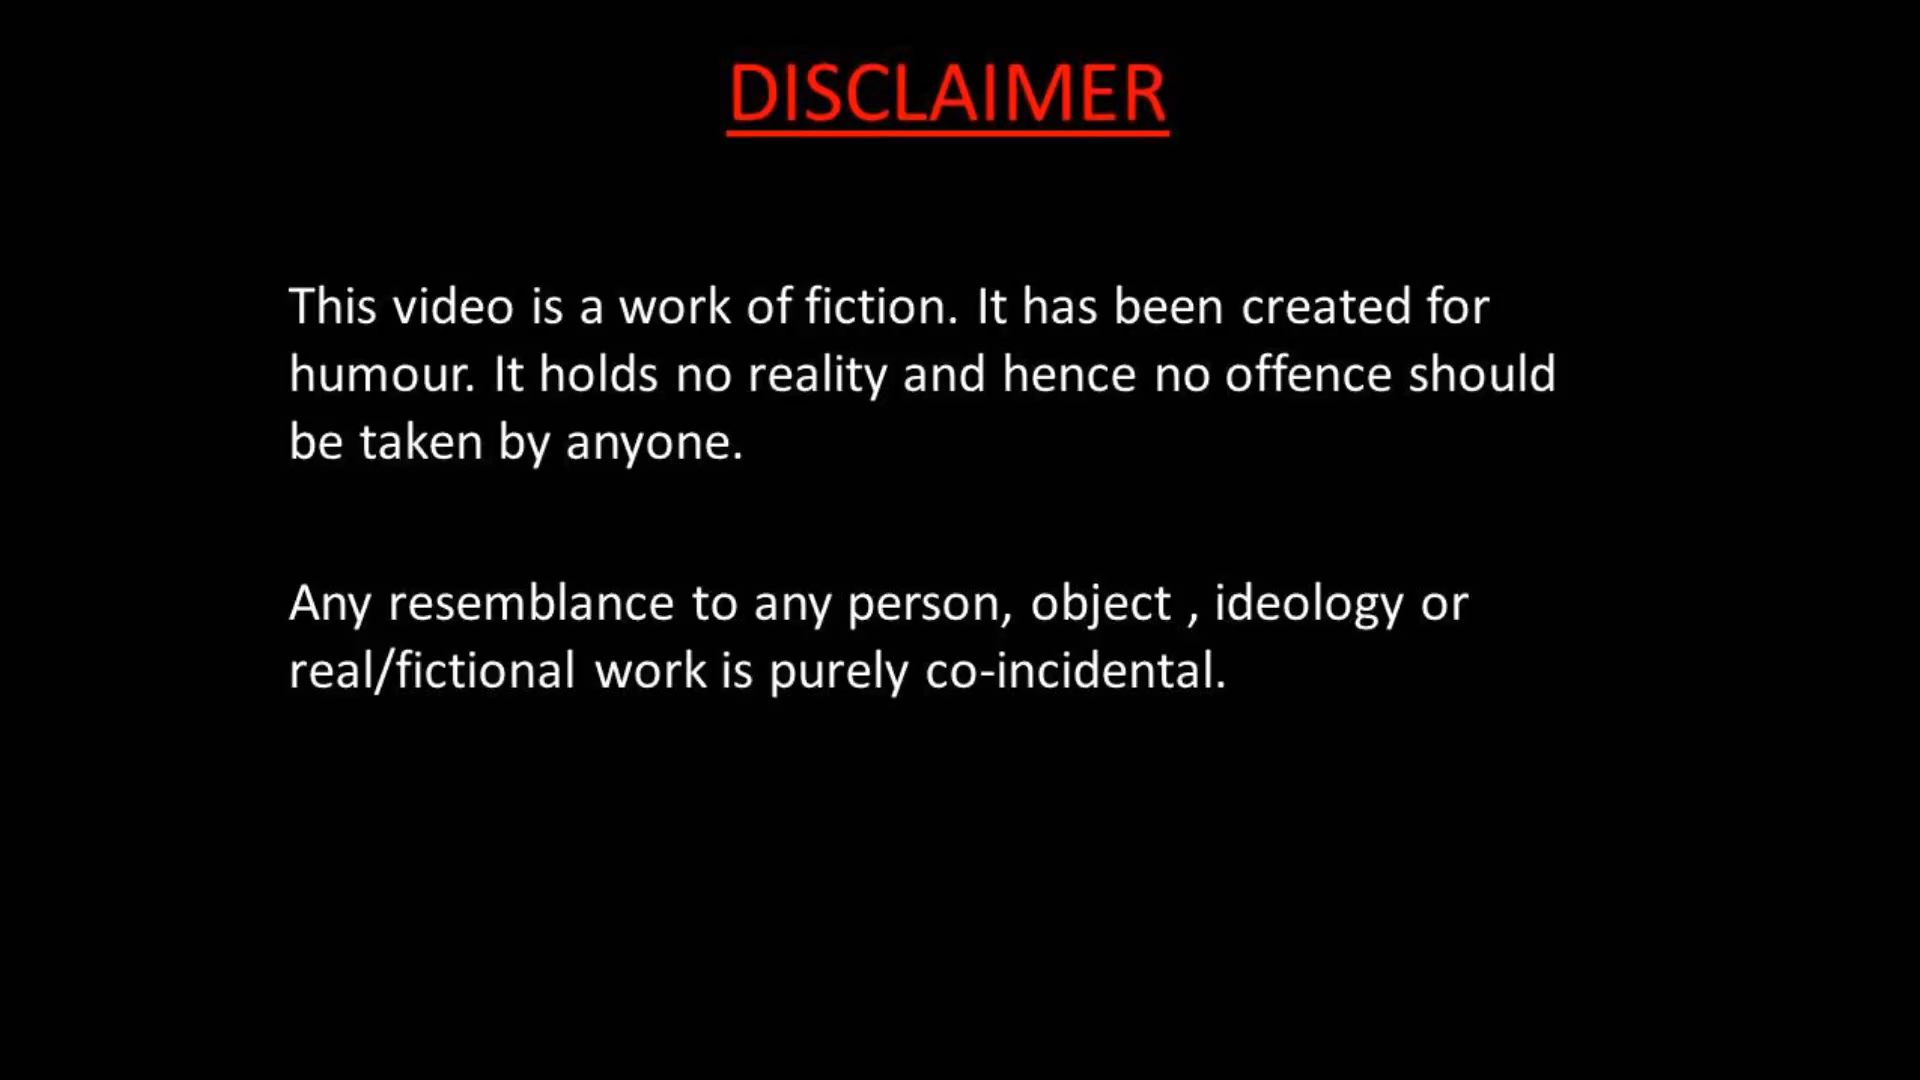 DISCLAIMER
This video is a work of fiction. It has been created for
humour. It holds no reality and hence no offence should
be taken by anyone.
Any resemblance to any person, object , ideology or
real/fictional work is purely co-incidental.